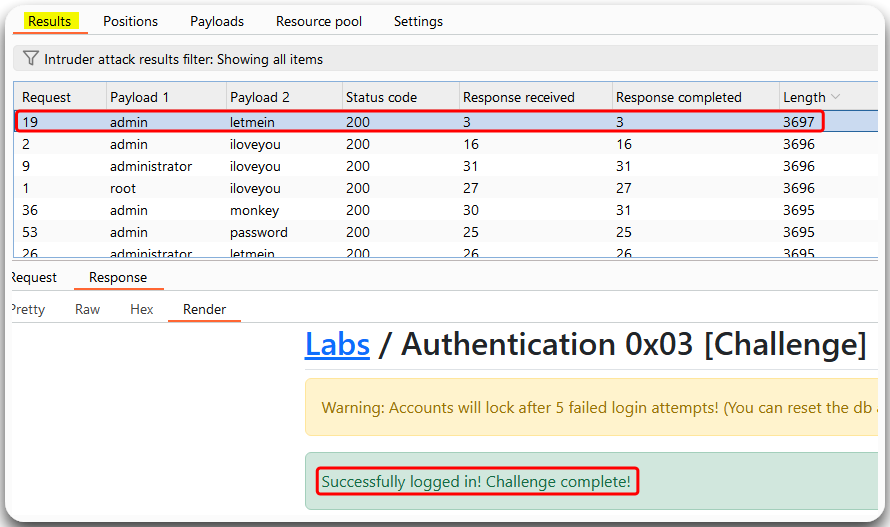 Results Positions Payloads Resource pool Settings
Intruder attack results filter: Showing all items
Request Payload 1 Payload 2 Status code Response received Response completed Length
19 admin letmein 200 3 3 3697
2 admin iloveyou 200 16 16 3696
9 administrator iloveyou 200 31 31 3696
1 root iloveyou 200 27 27 3696
36 admin monkey 200 30 31 3695
53 admin password 200 25 25 3695
26 administrator letmein 200 26 26 3695
Request Response
Pretty Raw Hex Render
Labs / Authentication 0x03 [Challenge]
Warning: Accounts will lock after 5 failed login attempts! (You can reset the db
Successfully logged in! Challenge complete!